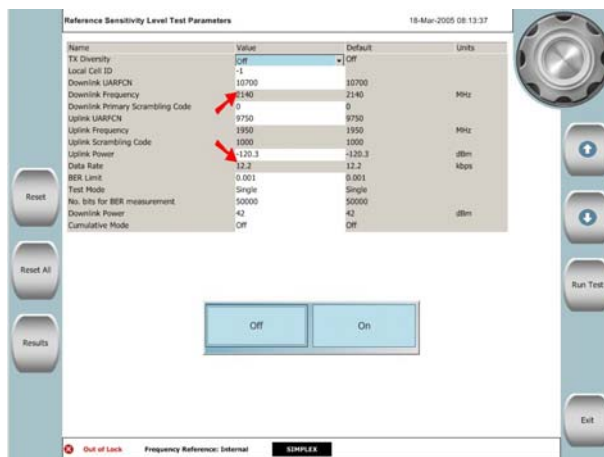 Reference Sensitivity Level Test Parameters 18-Mar-2005 08:13:37
Name Value Default Units
TX Diversity Off Off
Local Cell ID -1
Downlink UARFCN 10700 10700
Downlink Frequency 2140 2140 MHz
Downlink Primary Scrambling Code 0 0
Uplink UARFCN 9750 9750
Uplink Frequency 1950 1950 MHz
Uplink Scrambling Code 1000 1000
Uplink Power -120.3 -120.3 dBm
Data Rate 12.2 12.2 kbps
BER Limit 0.001 0.001
Test Mode Single Single
No. bits for BER measurement 50000 50000
Downlink Power 42 42 dBm
Cumulative Mode Off Off
Reset
Reset All
Results
Off On
Run Test
Exit
Out of Lock Frequency Reference: Internal SIMPLEX